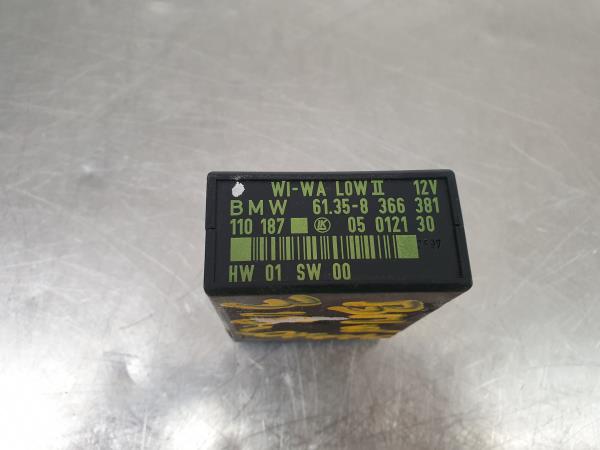 WI-WA LOW II 12V
BMW 61.35-8 366 381
110 187 LK 05 0121 30
HW 01 SW 00